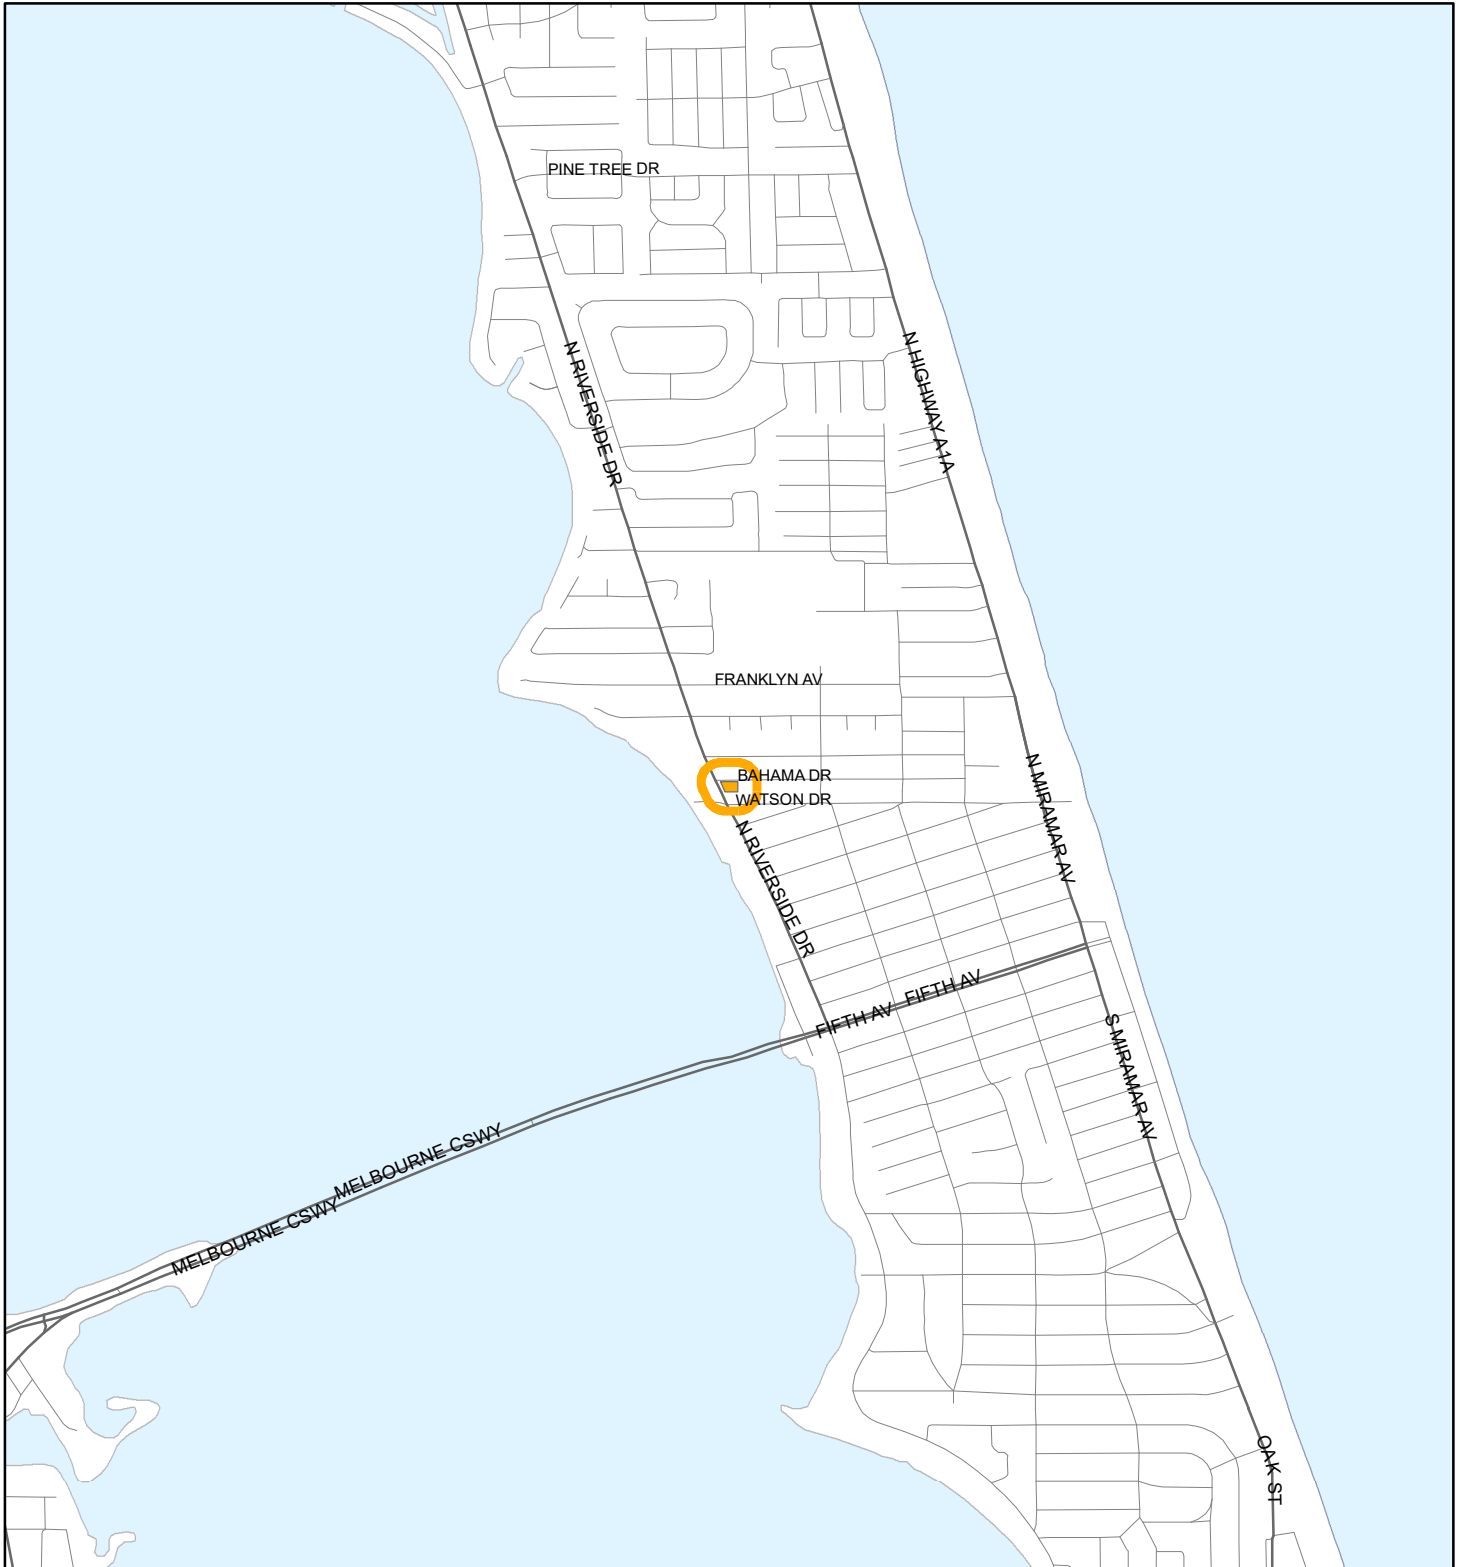 PINE TREE DR
N RIVERSIDE DR
N HIGHWAY A1A
FRANKLYN AV
BAHAMA DR
WATSON DR
N MIRAMAR AV
N RIVERSIDE DR
FIFTH AV
FIFTH AV
S MIRAMAR AV
MELBOURNE CSWY
MELBOURNE CSWY
OAK ST